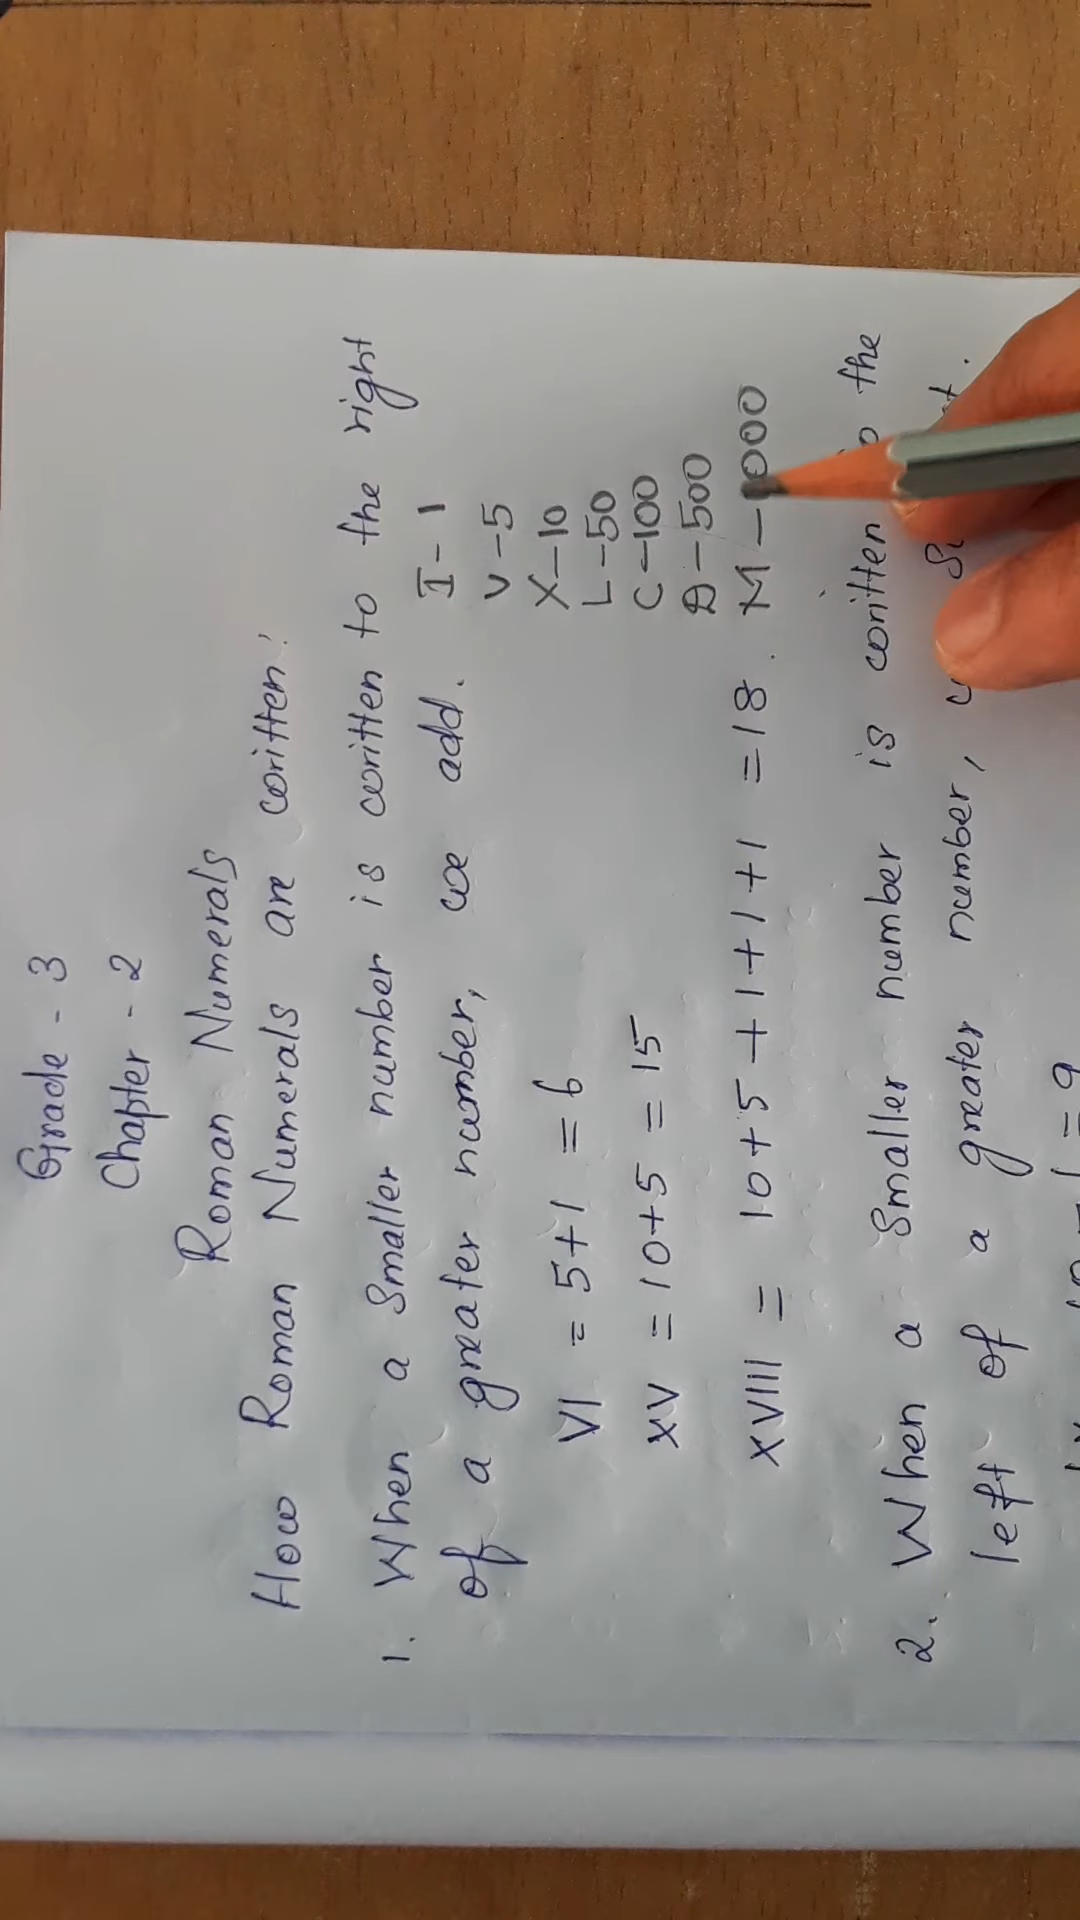 Grade - 3
Chapter - 2
Roman Numerals
How Roman Numerals are written:
1. When a Smaller number is written to the right
of a greater number, we add.
I - 1
V - 5
X - 10
L - 50
C - 100
D - 500
M - 1000
VI = 5+1 = 6
XV = 10+5 = 15
XVIII = 10+5+1+1+1 = 18.
2. When a Smaller number is written the
left of a greater number,
= 9